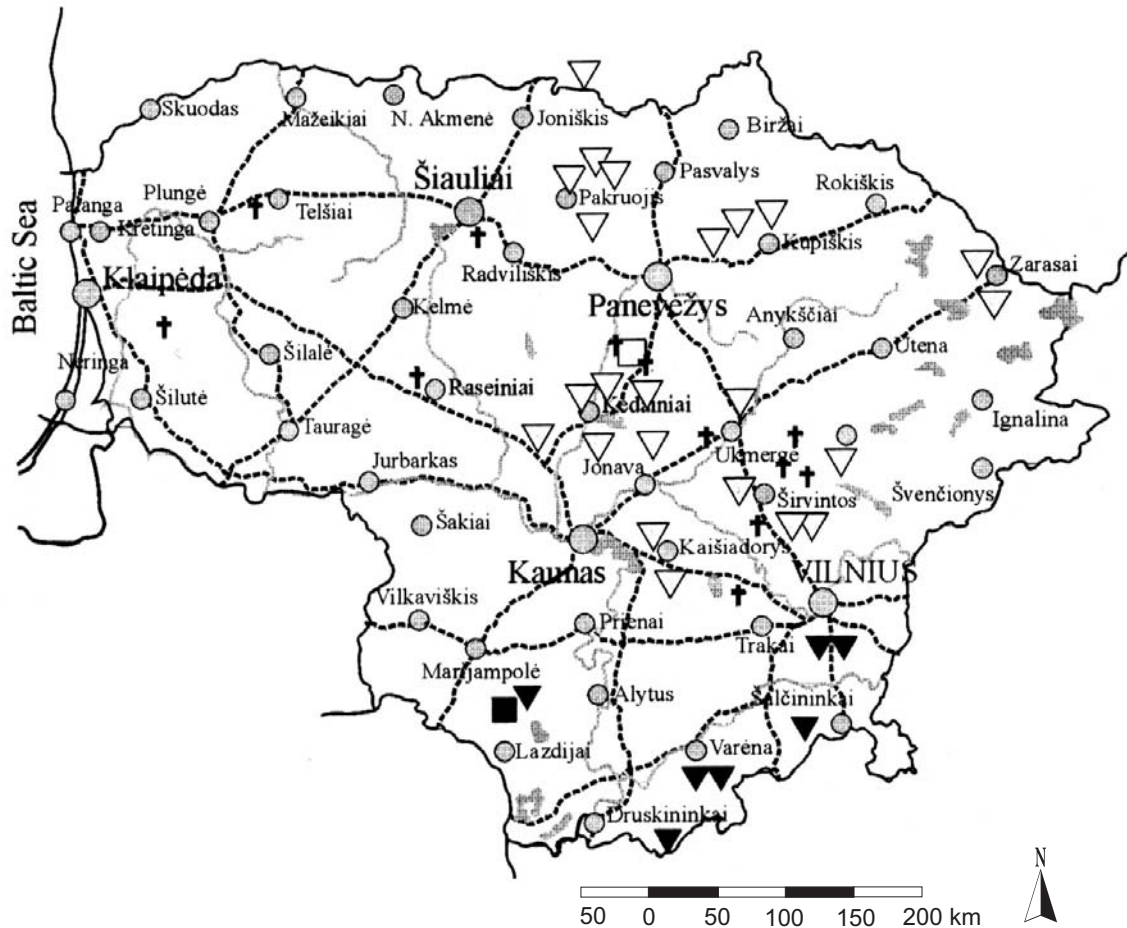 Skuodas
Mažeikiai
N. Akmenė
Joniškis
Biržai
Pasvalys
Rokiškis
Šiauliai
Plungė
Telšiai
Pakruojis
Palanga
Kretinga
Radviliškis
Kupiškis
Zarasai
Baltic Sea
Klaipėda
Kelmė
Panevėžys
Anykščiai
Utena
Neringa
Šilalė
Raseiniai
Kėdainiai
Ignalina
Šilutė
Tauragė
Ukmergė
Jurbarkas
Jonava
Širvintos
Švenčionys
Šakiai
Kaunas
Kaišiadorys
VILNIUS
Vilkaviškis
Prienai
Trakai
Marijampolė
Alytus
Šalčininkai
Lazdijai
Varėna
Druskininkai
N
50 0 50 100 150 200 km